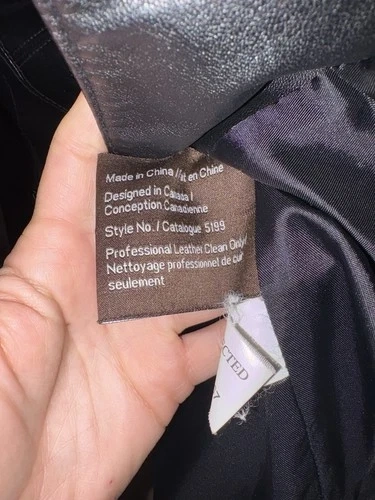 Made in China / it en Chine
Designed in Canada /
Conception Canadienne
Style No. / Catalogue 5199
Professional Leather Clean Only/
Nettoyage professionnel de cuir
seulement
CTED
7